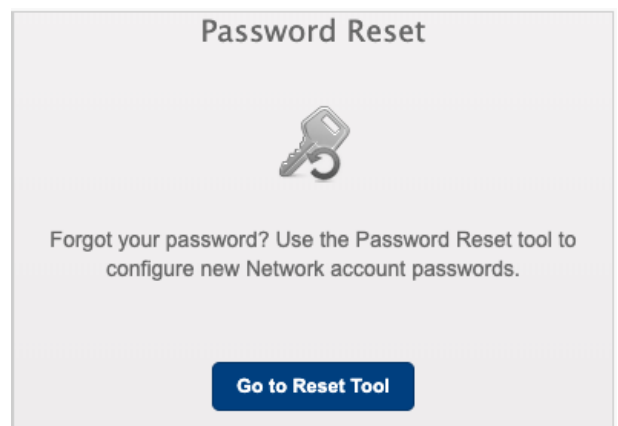 Password Reset
Forgot your password? Use the Password Reset tool to
configure new Network account passwords.
Go to Reset Tool